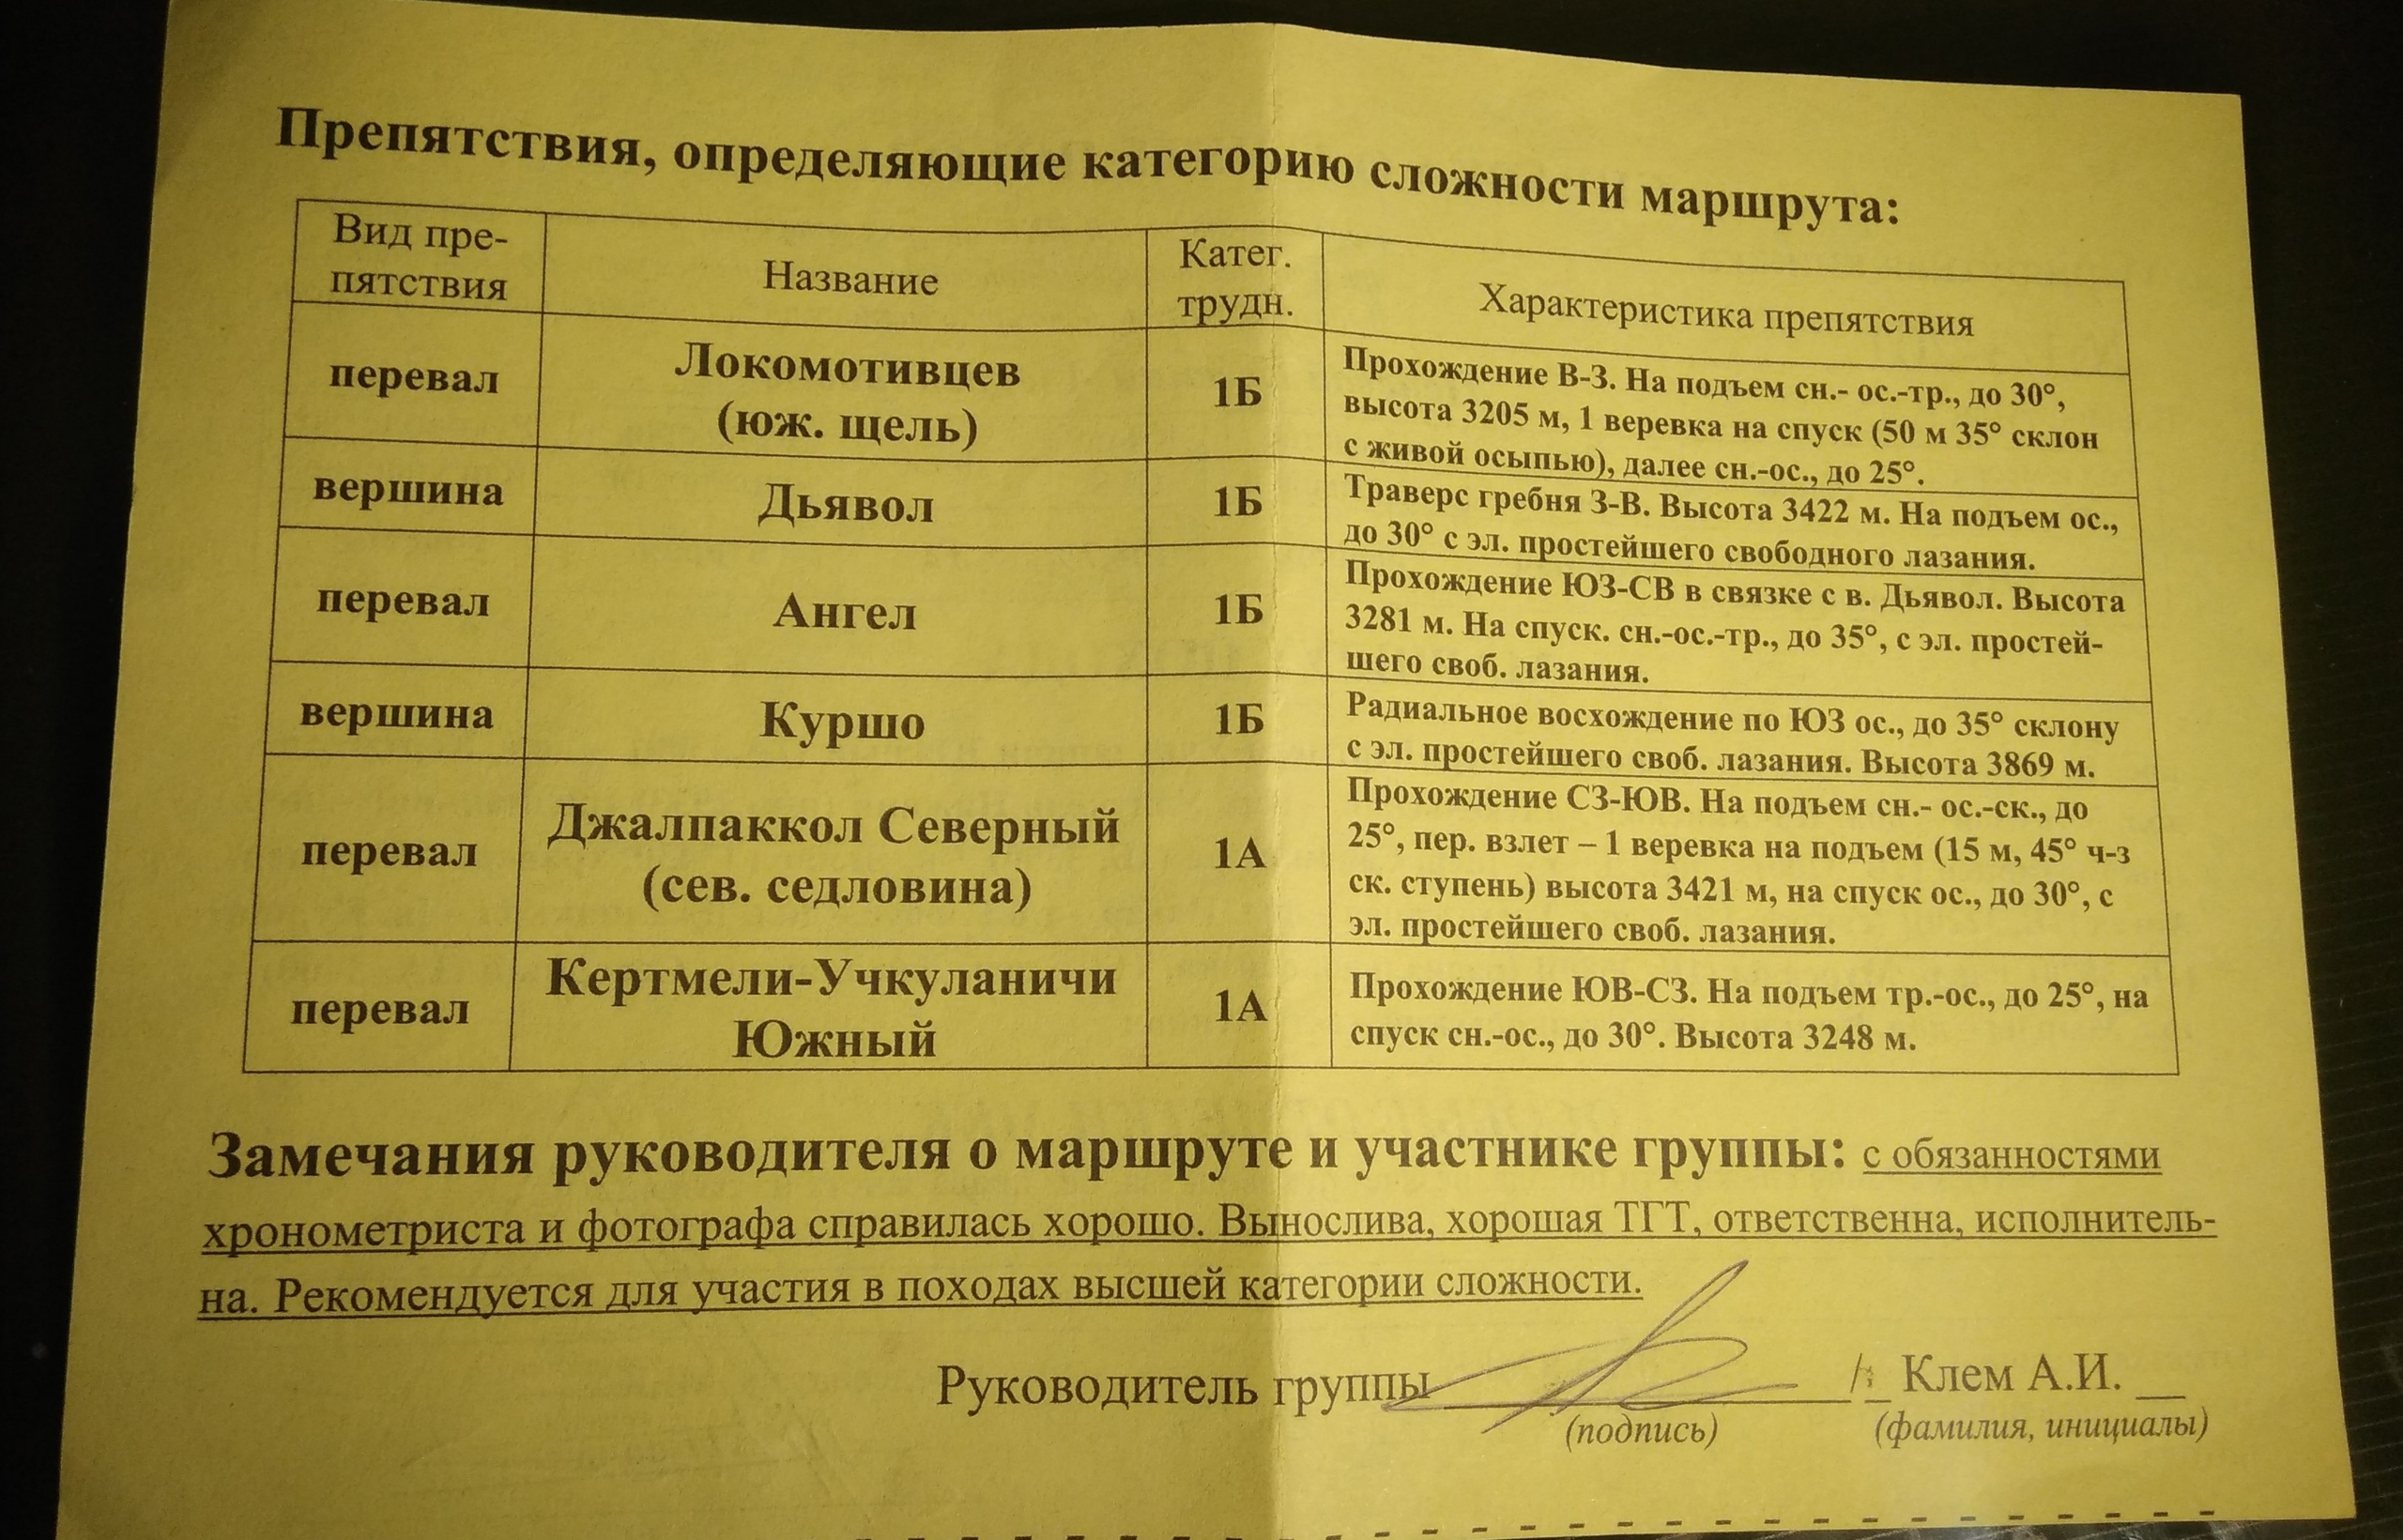 Препятствия, определяющие категорию сложности маршрута:
Вид пре-
пятствия
Название
Катег.
трудн.
Характеристика препятствия
перевал
Локомотивцев
(юж. щель)
1Б
Прохождение В-З. На подъем сн.- ос.-тр., до 30°,
высота 3205 м, 1 веревка на спуск (50 м 35° склон
с живой осыпью), далее сн.-ос., до 25°.
вершина
Дьявол
1Б
Траверс гребня З-В. Высота 3422 м. На подъем ос.,
до 30° с эл. простейшего свободного лазания.
перевал
Ангел
1Б
Прохождение ЮЗ-СВ в связке с в. Дьявол. Высота
3281 м. На спуск. сн.-ос.-тр., до 35°, с эл. простей-
шего своб. лазания.
вершина
Куршо
1Б
Радиальное восхождение по ЮЗ ос., до 35° склону
с эл. простейшего своб. лазания. Высота 3869 м.
перевал
Джалпаккол Северный
(сев. седловина)
1А
Прохождение СЗ-ЮВ. На подъем сн.- ос.-ск., до
25°, пер. взлет – 1 веревка на подъем (15 м, 45° ч-з
ск. ступень) высота 3421 м, на спуск ос., до 30°, с
эл. простейшего своб. лазания.
перевал
Кертмели-Учкуланичи
Южный
1А
Прохождение ЮВ-СЗ. На подъем тр.-ос., до 25°, на
спуск сн.-ос., до 30°. Высота 3248 м.
Замечания руководителя о маршруте и участнике группы: с обязанностями
хронометриста и фотографа справилась хорошо. Вынослива, хорошая ТГТ, ответственна, исполнитель-
на. Рекомендуется для участия в походах высшей категории сложности.
Руководитель группы / Клем А.И.
(подпись) (фамилия, инициалы)